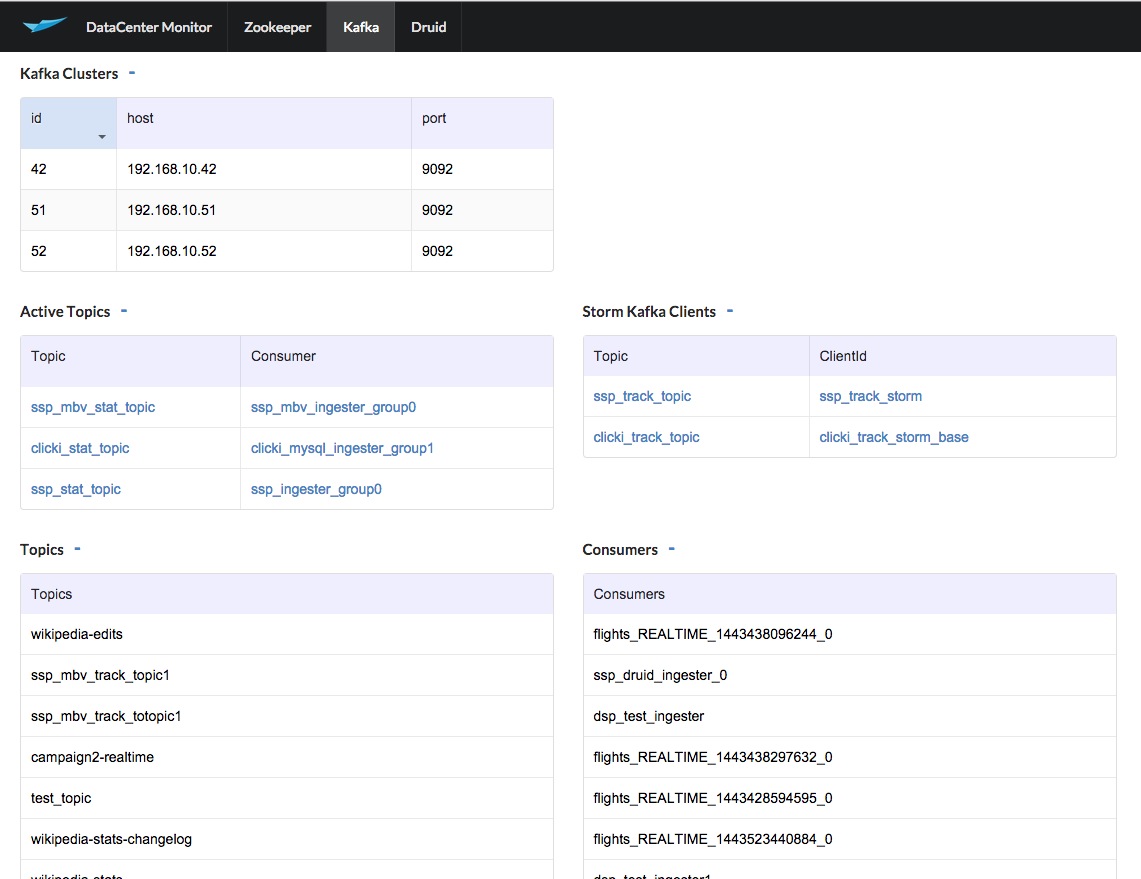 DataCenter Monitor Zookeeper Kafka Druid
Kafka Clusters -
id host port
42 192.168.10.42 9092
51 192.168.10.51 9092
52 192.168.10.52 9092
Active Topics -
Topic Consumer
ssp_mbv_stat_topic ssp_mbv_ingester_group0
clicki_stat_topic clicki_mysql_ingester_group1
ssp_stat_topic ssp_ingester_group0
Storm Kafka Clients -
Topic ClientId
ssp_track_topic ssp_track_storm
clicki_track_topic clicki_track_storm_base
Topics -
Topics
wikipedia-edits
ssp_mbv_track_topic1
ssp_mbv_track_totopic1
campaign2-realtime
test_topic
wikipedia-stats-changelog
wikipedia-stats
Consumers -
Consumers
flights_REALTIME_1443438096244_0
ssp_druid_ingester_0
dsp_test_ingester
flights_REALTIME_1443438297632_0
flights_REALTIME_1443428594595_0
flights_REALTIME_1443523440884_0
dsp_test_ingester1